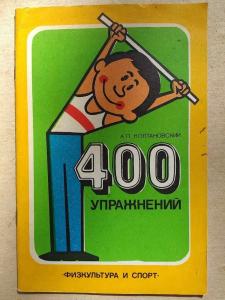 А.П. КОЛТАНОВСКИЙ
400
УПРАЖНЕНИЙ
·ФИЗКУЛЬТУРА И СПОРТ·